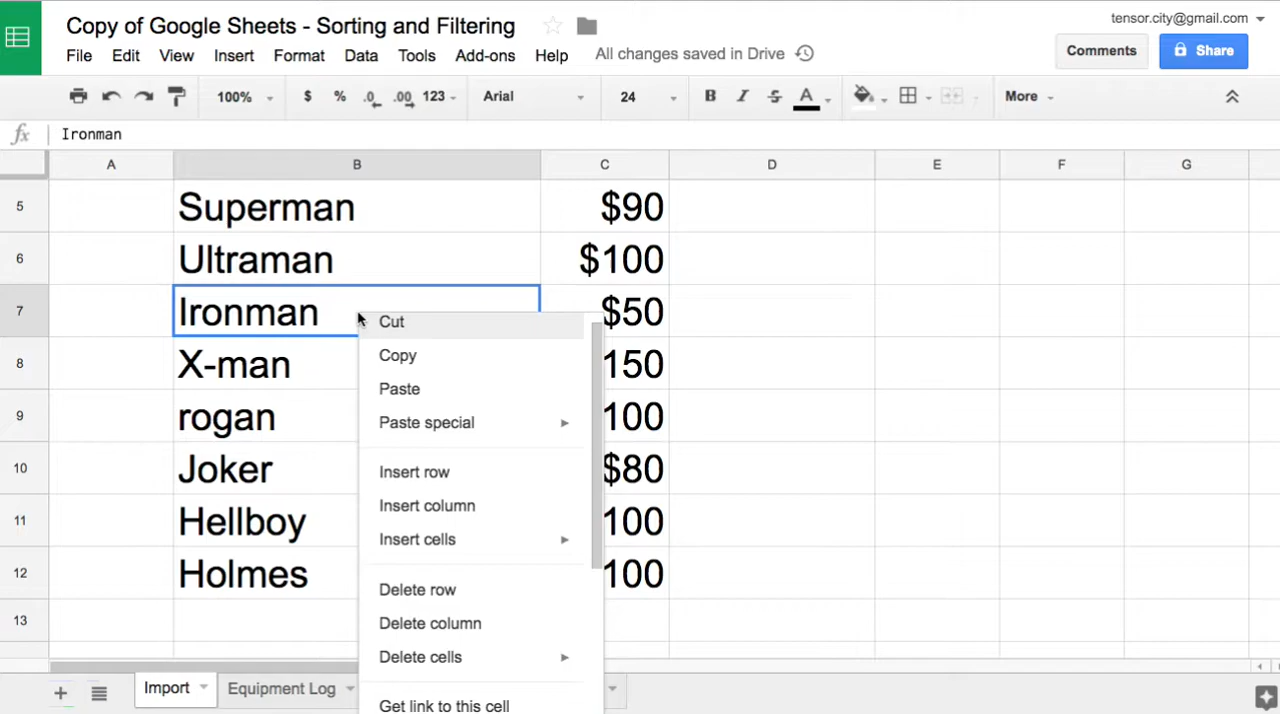 Copy of Google Sheets - Sorting and Filtering
tensor.city@gmail.com
File Edit View Insert Format Data Tools Add-ons Help All changes saved in Drive
Comments Share
100% $ % .0 .00 123 Arial 24 B I S A More
fx Ironman
A B C D E F G
5 Superman $90
6 Ultraman $100
7 Ironman $50
8 X-man 150
9 rogan 100
10 Joker $80
11 Hellboy 100
12 Holmes 100
13
Cut
Copy
Paste
Paste special
Insert row
Insert column
Insert cells
Delete row
Delete column
Delete cells
Get link to this cell
Import Equipment Log